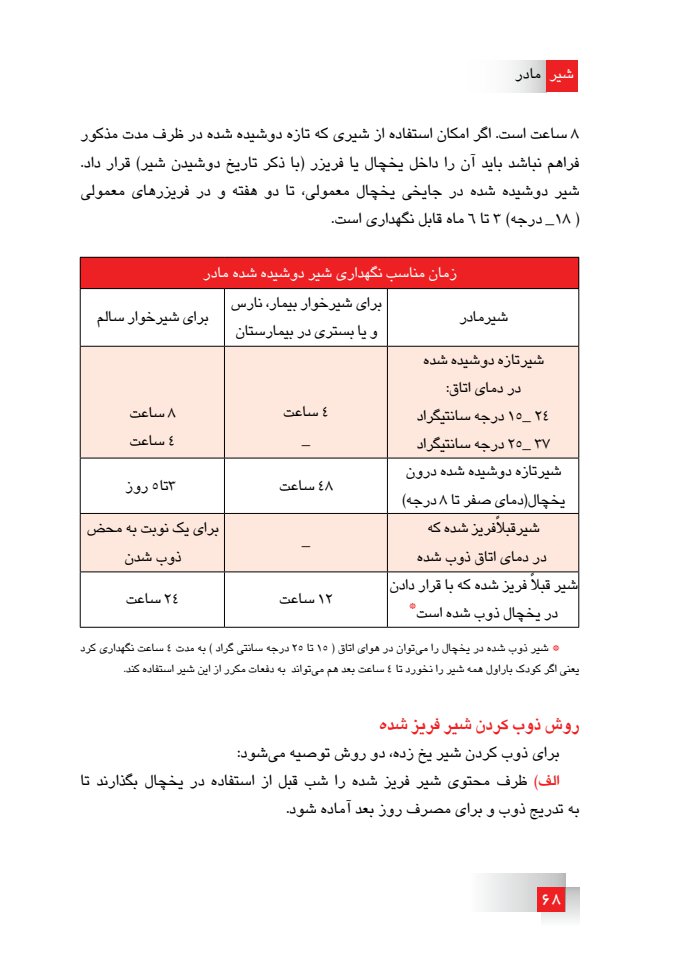 شیر مادر
۸ ساعت است. اگر امکان استفاده از شیری که تازه دوشیده شده در ظرف مدت مذکور
فراهم نباشد باید آن را داخل یخچال یا فریزر (با ذکر تاریخ دوشیدن شیر) قرار داد.
شیر دوشیده شده در جایخی یخچال معمولی، تا دو هفته و در فریزرهای معمولی
( ۱۸_ درجه) ۳ تا ۶ ماه قابل نگهداری است.
زمان مناسب نگهداری شیر دوشیده شده مادر
شیرمادر
برای شیرخوار بیمار، نارس
و یا بستری در بیمارستان
برای شیرخوار سالم
شیرتازه دوشیده شده
در دمای اتاق:
۲۴ _۱۵ درجه سانتیگراد
۴ ساعت
۸ ساعت
۳۷ _۲۵ درجه سانتیگراد
_
۴ ساعت
شیرتازه دوشیده شده درون
یخچال(دمای صفر تا ۸ درجه)
۴۸ ساعت
۳تا۵ روز
شیرقبلاًفریز شده که
در دمای اتاق ذوب شده
_
برای یک نوبت به محض
ذوب شدن
شیر قبلاً فریز شده که با قرار دادن
در یخچال ذوب شده است*
۱۲ ساعت
۲۴ ساعت
* شیر ذوب شده در یخچال را می‌توان در هوای اتاق ( ۱۵ تا ۲۵ درجه سانتی گراد ) به مدت ۴ ساعت نگهداری کرد
یعنی اگر کودک باراول همه شیر را نخورد تا ۴ ساعت بعد هم می‌تواند به دفعات مکرر از این شیر استفاده کند.
روش ذوب کردن شیر فریز شده
برای ذوب کردن شیر یخ زده، دو روش توصیه می‌شود:
الف) ظرف محتوی شیر فریز شده را شب قبل از استفاده در یخچال بگذارند تا
به تدریج ذوب و برای مصرف روز بعد آماده شود.
۶۸